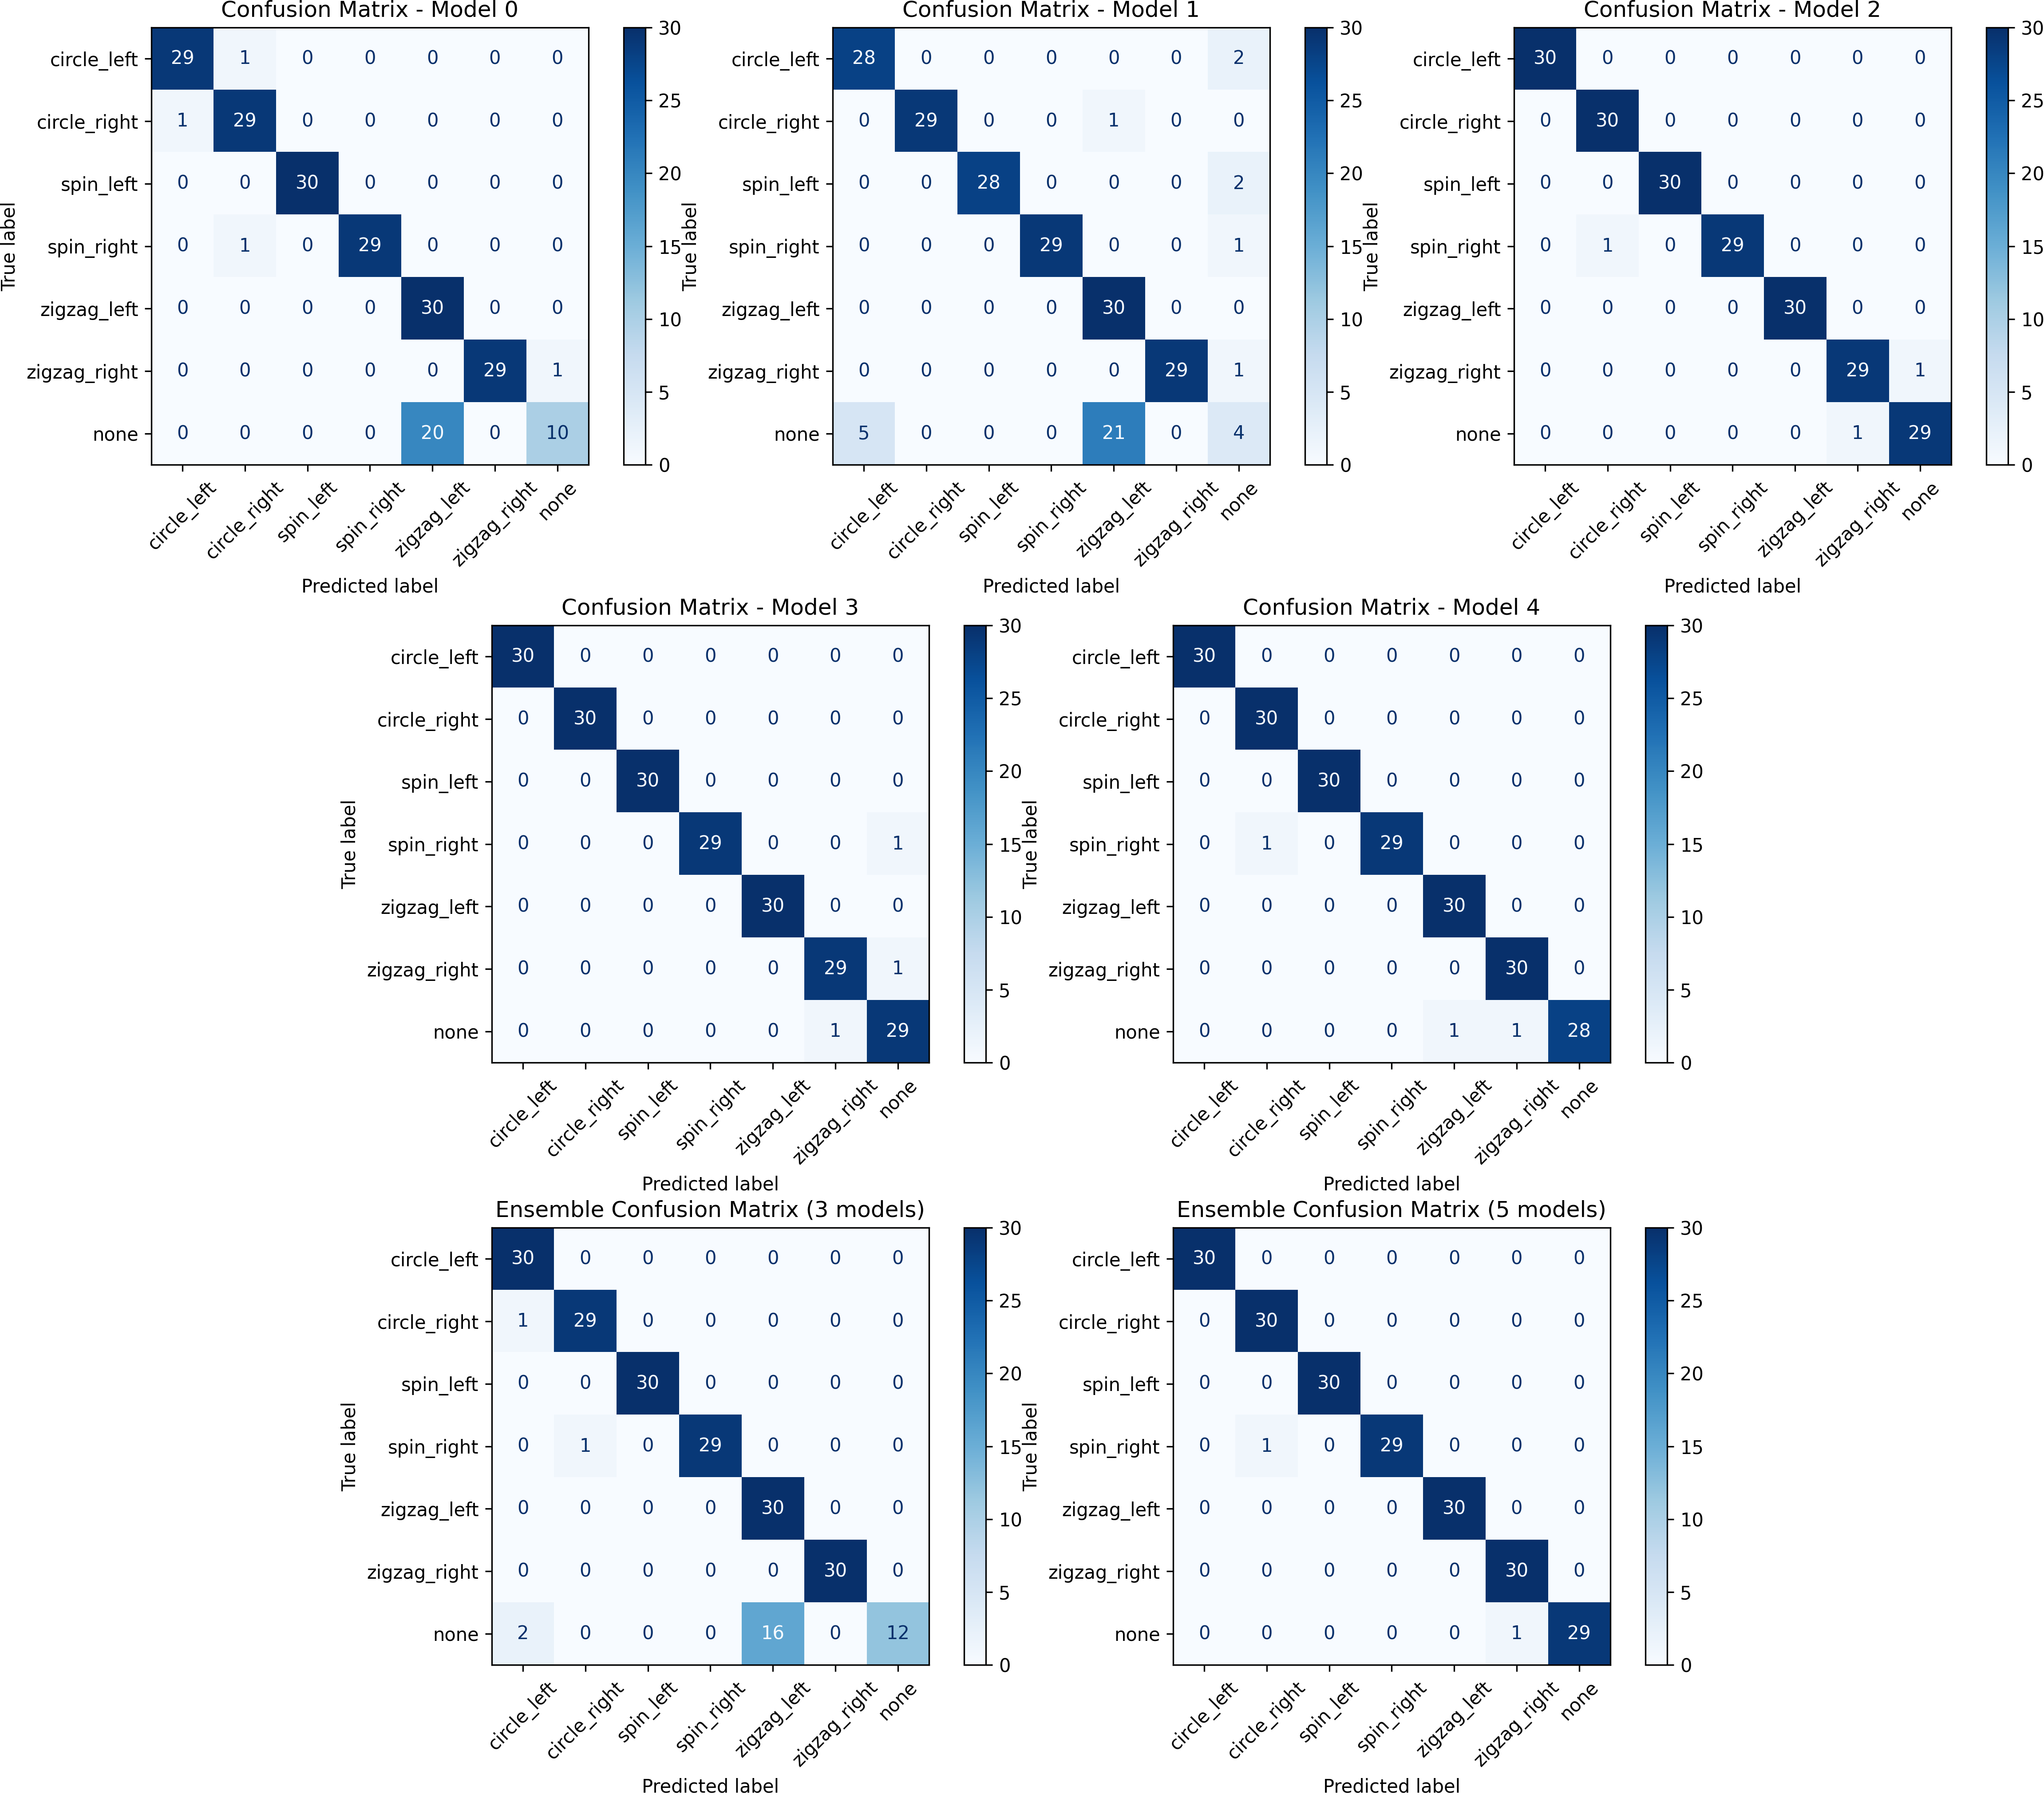 Confusion Matrix - Model 0
True label
circle_left 29 1 0 0 0 0 0
circle_right 1 29 0 0 0 0 0
spin_left 0 0 30 0 0 0 0
spin_right 0 1 0 29 0 0 0
zigzag_left 0 0 0 0 30 0 0
zigzag_right 0 0 0 0 0 29 1
none 0 0 0 0 20 0 10
circle_left circle_right spin_left spin_right zigzag_left zigzag_right none
Predicted label
30
25
20
15
10
5
0
Confusion Matrix - Model 1
True label
circle_left 28 0 0 0 0 0 2
circle_right 0 29 0 0 1 0 0
spin_left 0 0 28 0 0 0 2
spin_right 0 0 0 29 0 0 1
zigzag_left 0 0 0 0 30 0 0
zigzag_right 0 0 0 0 0 29 1
none 5 0 0 0 21 0 4
circle_left circle_right spin_left spin_right zigzag_left zigzag_right none
Predicted label
30
25
20
15
10
5
0
Confusion Matrix - Model 2
True label
circle_left 30 0 0 0 0 0 0
circle_right 0 30 0 0 0 0 0
spin_left 0 0 30 0 0 0 0
spin_right 0 1 0 29 0 0 0
zigzag_left 0 0 0 0 30 0 0
zigzag_right 0 0 0 0 0 29 1
none 0 0 0 0 0 1 29
circle_left circle_right spin_left spin_right zigzag_left zigzag_right none
Predicted label
30
25
20
15
10
5
0
Confusion Matrix - Model 3
True label
circle_left 30 0 0 0 0 0 0
circle_right 0 30 0 0 0 0 0
spin_left 0 0 30 0 0 0 0
spin_right 0 0 0 29 0 0 1
zigzag_left 0 0 0 0 30 0 0
zigzag_right 0 0 0 0 0 29 1
none 0 0 0 0 0 1 29
circle_left circle_right spin_left spin_right zigzag_left zigzag_right none
Predicted label
30
25
20
15
10
5
0
Confusion Matrix - Model 4
True label
circle_left 30 0 0 0 0 0 0
circle_right 0 30 0 0 0 0 0
spin_left 0 0 30 0 0 0 0
spin_right 0 1 0 29 0 0 0
zigzag_left 0 0 0 0 30 0 0
zigzag_right 0 0 0 0 0 30 0
none 0 0 0 0 1 1 28
circle_left circle_right spin_left spin_right zigzag_left zigzag_right none
Predicted label
30
25
20
15
10
5
0
Ensemble Confusion Matrix (3 models)
True label
circle_left 30 0 0 0 0 0 0
circle_right 1 29 0 0 0 0 0
spin_left 0 0 30 0 0 0 0
spin_right 0 1 0 29 0 0 0
zigzag_left 0 0 0 0 30 0 0
zigzag_right 0 0 0 0 0 30 0
none 2 0 0 0 16 0 12
circle_left circle_right spin_left spin_right zigzag_left zigzag_right none
Predicted label
30
25
20
15
10
5
0
Ensemble Confusion Matrix (5 models)
True label
circle_left 30 0 0 0 0 0 0
circle_right 0 30 0 0 0 0 0
spin_left 0 0 30 0 0 0 0
spin_right 0 1 0 29 0 0 0
zigzag_left 0 0 0 0 30 0 0
zigzag_right 0 0 0 0 0 30 0
none 0 0 0 0 0 1 29
circle_left circle_right spin_left spin_right zigzag_left zigzag_right none
Predicted label
30
25
20
15
10
5
0